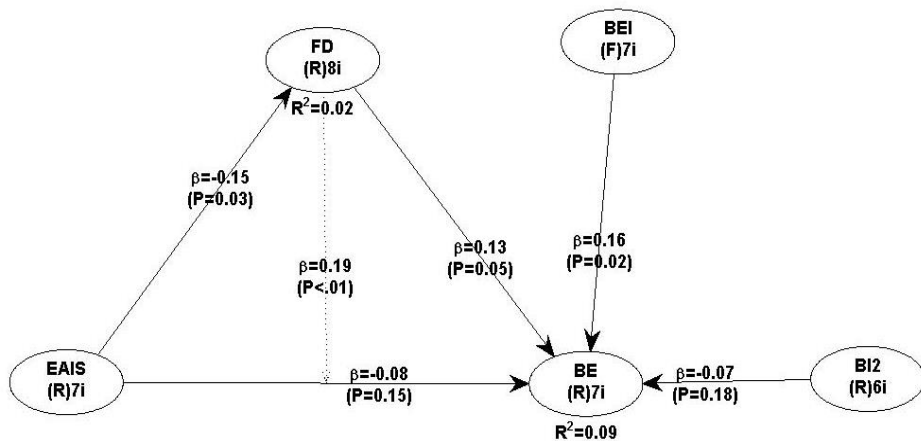 FD
(R)8i
R²=0.02
BEI
(F)7i
β=-0.15
(P=0.03)
β=0.19
(P<.01)
β=0.13
(P=0.05)
β=0.16
(P=0.02)
EAIS
(R)7i
β=-0.08
(P=0.15)
BE
(R)7i
R²=0.09
β=-0.07
(P=0.18)
BI2
(R)6i